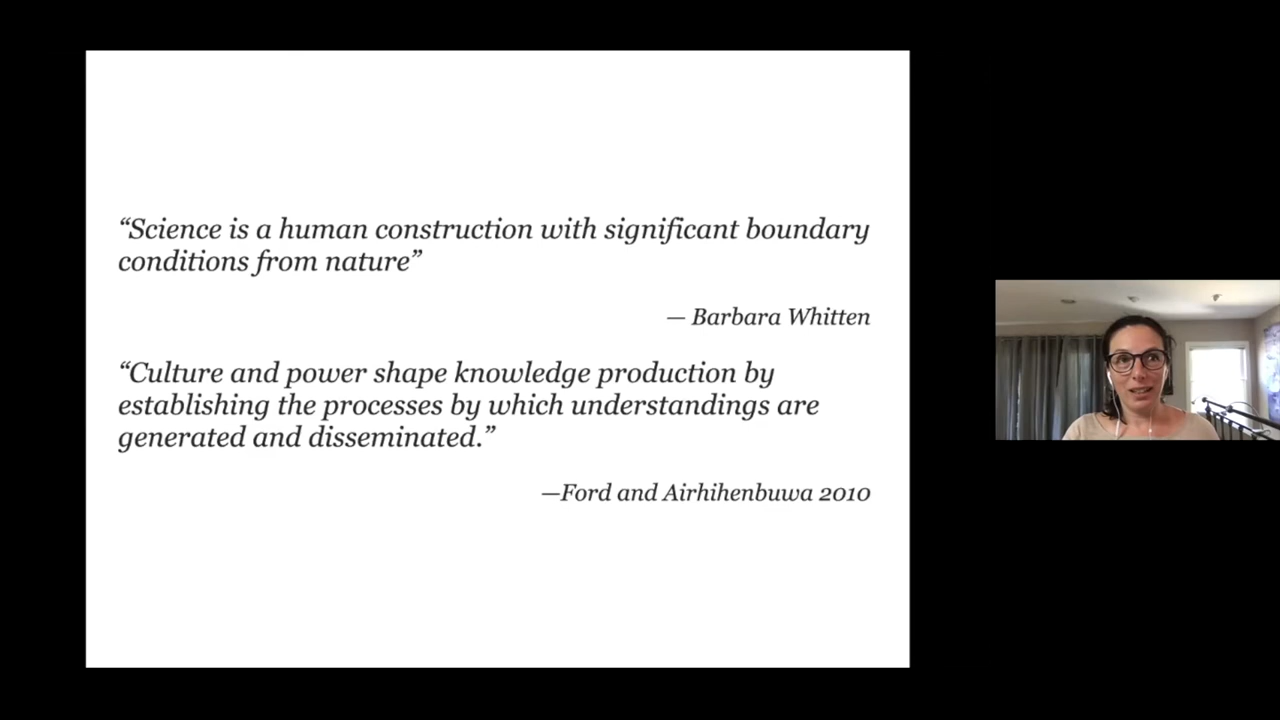 “Science is a human construction with significant boundary
conditions from nature”
— Barbara Whitten
“Culture and power shape knowledge production by
establishing the processes by which understandings are
generated and disseminated.”
—Ford and Airhihenbuwa 2010